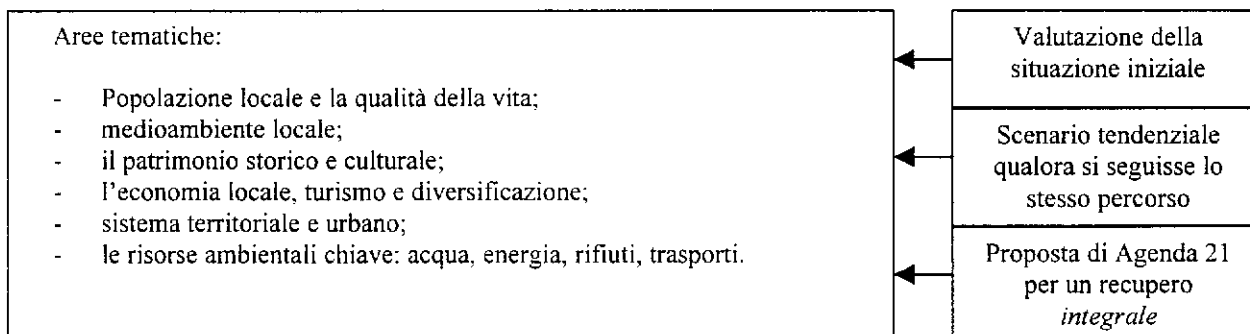 Aree tematiche:
- Popolazione locale e la qualità della vita;
- medioambiente locale;
- il patrimonio storico e culturale;
- l'economia locale, turismo e diversificazione;
- sistema territoriale e urbano;
- le risorse ambientali chiave: acqua, energia, rifiuti, trasporti.
Valutazione della
situazione iniziale
Scenario tendenziale
qualora si seguisse lo
stesso percorso
Proposta di Agenda 21
per un recupero
integrale